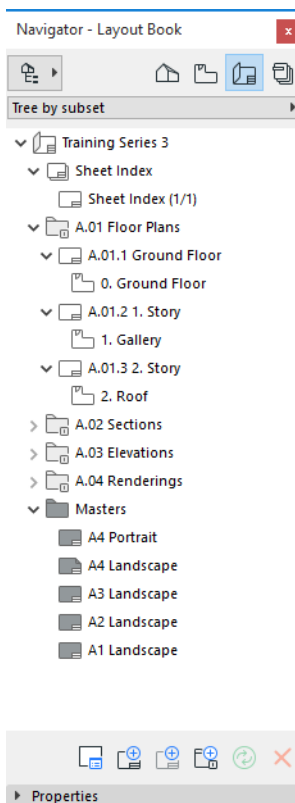 Navigator - Layout Book
x
Tree by subset
Training Series 3
Sheet Index
Sheet Index (1/1)
A.01 Floor Plans
A.01.1 Ground Floor
0. Ground Floor
A.01.2 1. Story
1. Gallery
A.01.3 2. Story
2. Roof
A.02 Sections
A.03 Elevations
A.04 Renderings
Masters
A4 Portrait
A4 Landscape
A3 Landscape
A2 Landscape
A1 Landscape
Properties